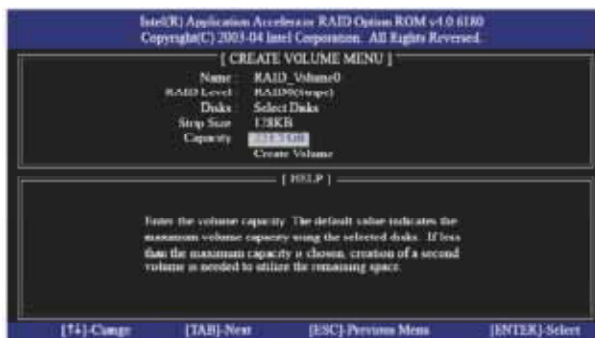 Intel(R) Application Accelerator RAID Option ROM v4.0 6180
Copyright(C) 2003-04 Intel Corporation. All Rights Reversed.
[ CREATE VOLUME MENU ]
Name : RAID_Volume0
RAID Level : RAID0(Stripe)
Disks : Select Disks
Strip Size : 128KB
Capacity :
Create Volume
[ HELP ]
Enter the volume capacity. The default value indicates the
maximum volume capacity using the selected disks. If less
than the maximum capacity is chosen, creation of a second
volume is needed to utilize the remaining space.
[↑↓]-Change [TAB]-Next [ESC]-Previous Menu [ENTER]-Select